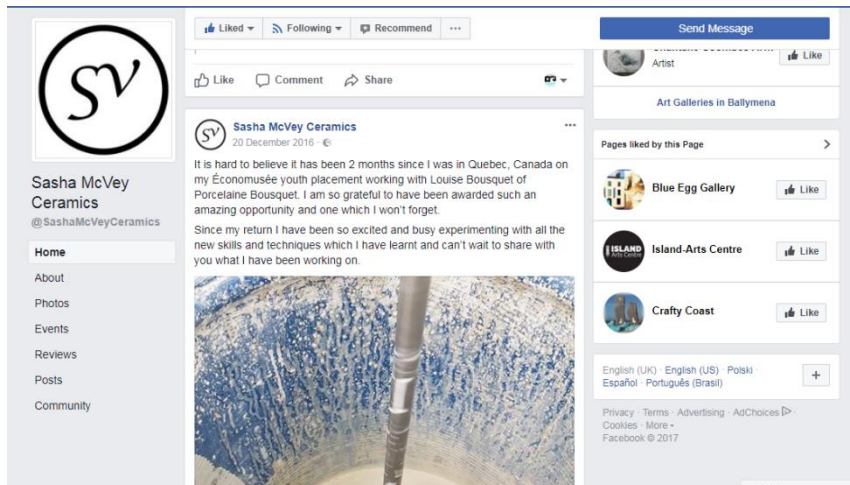 Liked
Following
Recommend
Send Message
Like
Comment
Share
Artist
Like
Art Galleries in Ballymena
SV
Sasha McVey
Ceramics
@SashaMcVeyCeramics
Home
About
Photos
Events
Reviews
Posts
Community
SV
Sasha McVey Ceramics
20 December 2016
It is hard to believe it has been 2 months since I was in Quebec, Canada on
my Économusée youth placement working with Louise Bousquet of
Porcelaine Bousquet. I am so grateful to have been awarded such an
amazing opportunity and one which I won't forget.
Since my return I have been so excited and busy experimenting with all the
new skills and techniques which I have learnt and can't wait to share with
you what I have been working on.
Pages liked by this Page
Blue Egg Gallery
Like
ISLAND
Arts Centre
Island-Arts Centre
Like
Crafty Coast
Like
English (UK) · English (US) · Polski ·
Español · Português (Brasil)
Privacy · Terms · Advertising · AdChoices ·
Cookies · More
Facebook © 2017